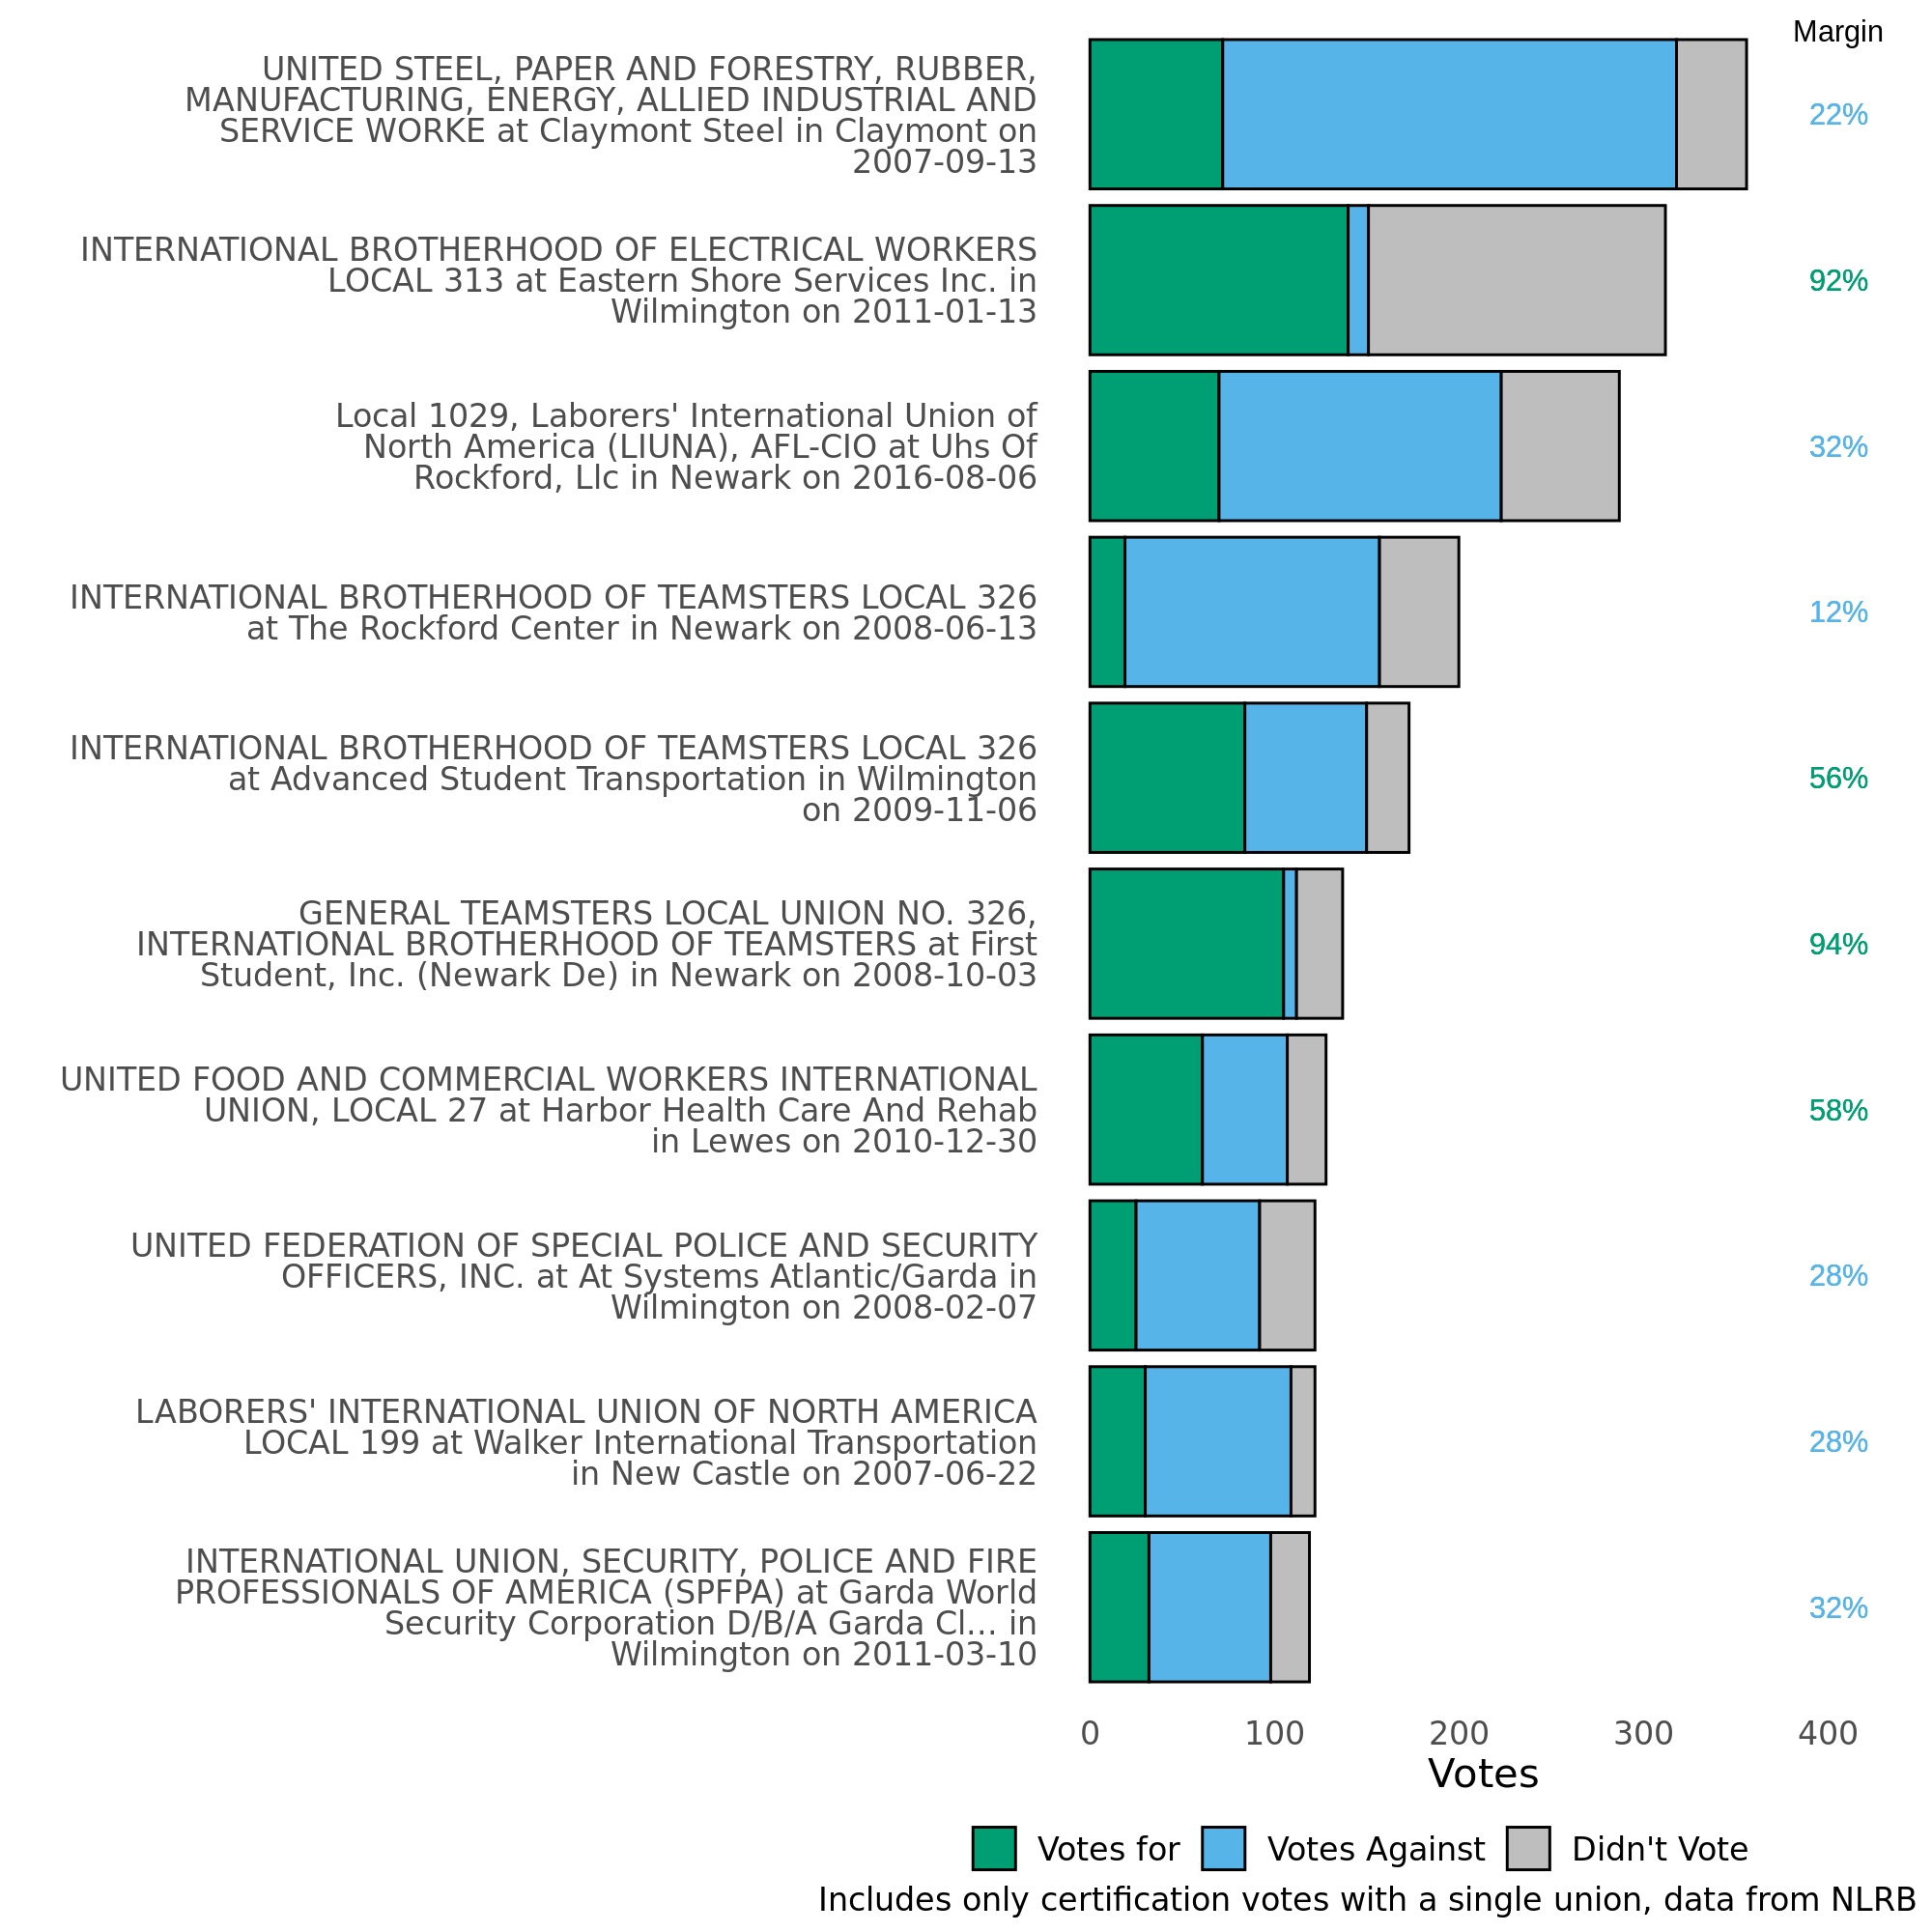 Margin
UNITED STEEL, PAPER AND FORESTRY, RUBBER,
MANUFACTURING, ENERGY, ALLIED INDUSTRIAL AND
SERVICE WORKE at Claymont Steel in Claymont on
2007-09-13
22%
INTERNATIONAL BROTHERHOOD OF ELECTRICAL WORKERS
LOCAL 313 at Eastern Shore Services Inc. in
Wilmington on 2011-01-13
92%
Local 1029, Laborers' International Union of
North America (LIUNA), AFL-CIO at Uhs Of
Rockford, Llc in Newark on 2016-08-06
32%
INTERNATIONAL BROTHERHOOD OF TEAMSTERS LOCAL 326
at The Rockford Center in Newark on 2008-06-13
12%
INTERNATIONAL BROTHERHOOD OF TEAMSTERS LOCAL 326
at Advanced Student Transportation in Wilmington
on 2009-11-06
56%
GENERAL TEAMSTERS LOCAL UNION NO. 326,
INTERNATIONAL BROTHERHOOD OF TEAMSTERS at First
Student, Inc. (Newark De) in Newark on 2008-10-03
94%
UNITED FOOD AND COMMERCIAL WORKERS INTERNATIONAL
UNION, LOCAL 27 at Harbor Health Care And Rehab
in Lewes on 2010-12-30
58%
UNITED FEDERATION OF SPECIAL POLICE AND SECURITY
OFFICERS, INC. at At Systems Atlantic/Garda in
Wilmington on 2008-02-07
28%
LABORERS' INTERNATIONAL UNION OF NORTH AMERICA
LOCAL 199 at Walker International Transportation
in New Castle on 2007-06-22
28%
INTERNATIONAL UNION, SECURITY, POLICE AND FIRE
PROFESSIONALS OF AMERICA (SPFPA) at Garda World
Security Corporation D/B/A Garda Cl... in
Wilmington on 2011-03-10
32%
0 100 200 300 400
Votes
Votes for Votes Against Didn't Vote
Includes only certification votes with a single union, data from NLRB